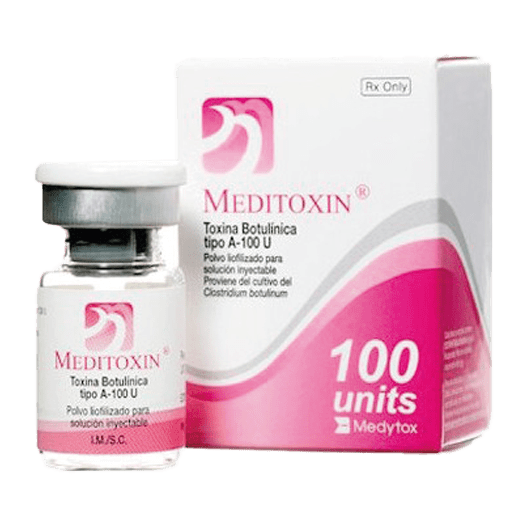 Rx Only
MEDITOXIN®
Toxina Botulínica
tipo A-100 U
Polvo liofilizado para
solución inyectable
Proviene del cultivo del
Clostridium botulinum
100
units
Medytox
MEDITOXIN®
Toxina Botulínica
tipo A-100 U
Polvo liofilizado para
solución inyectable
I.M./S.C.